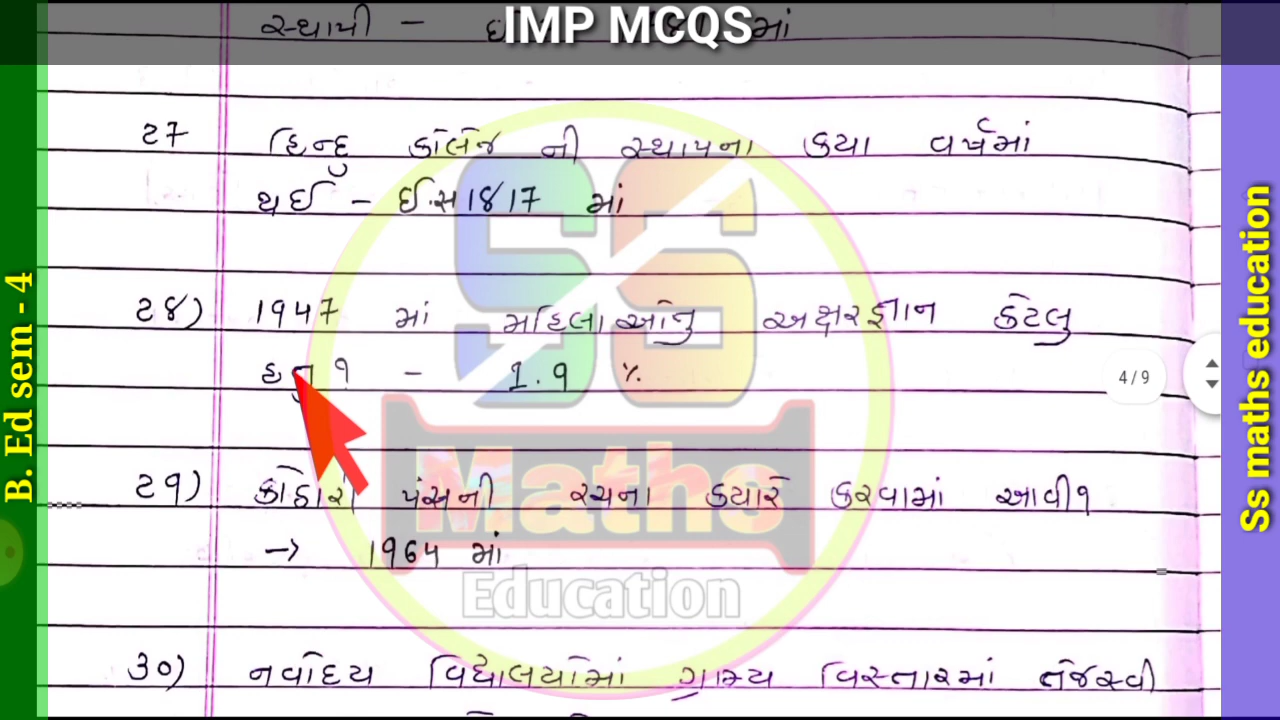 IMP MCQS
સ્થાપી - માં
27 હિન્દુ કોલેજ ની સ્થાપના કયા વર્ષમાં
થઈ - ઈ.સ 1817 માં
28) 1947 માં મહિલાઓનુ અક્ષરજ્ઞાન કેટલુ
હતુ? - 1.9 %
29) કોઠારી પંચની રચના કયારે કરવામાં આવી?
→ 1964 માં
30) નવોદય વિદ્યાલયોમાં ગ્રામ્ય વિસ્તારમાં તેજસ્વી
SS
Maths
Education
4/9
B. Ed sem - 4
Ss maths education